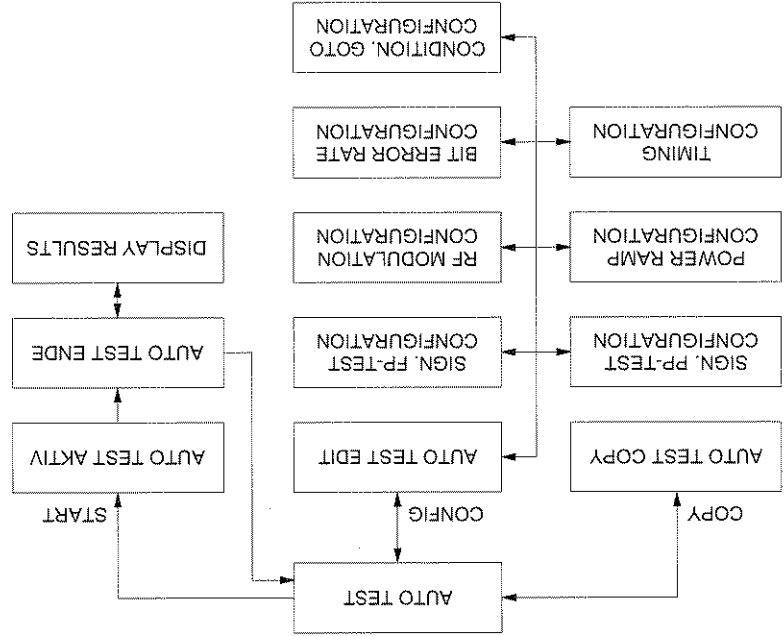 AUTO TEST
COPY
CONFIG
START
AUTO TEST COPY
AUTO TEST EDIT
AUTO TEST AKTIV
SIGN. PP-TEST
CONFIGURATION
SIGN. FP-TEST
CONFIGURATION
AUTO TEST ENDE
POWER RAMP
CONFIGURATION
RF MODULATION
CONFIGURATION
DISPLAY RESULTS
TIMING
CONFIGURATION
BIT ERROR RATE
CONFIGURATION
CONDITION, GOTO
CONFIGURATION